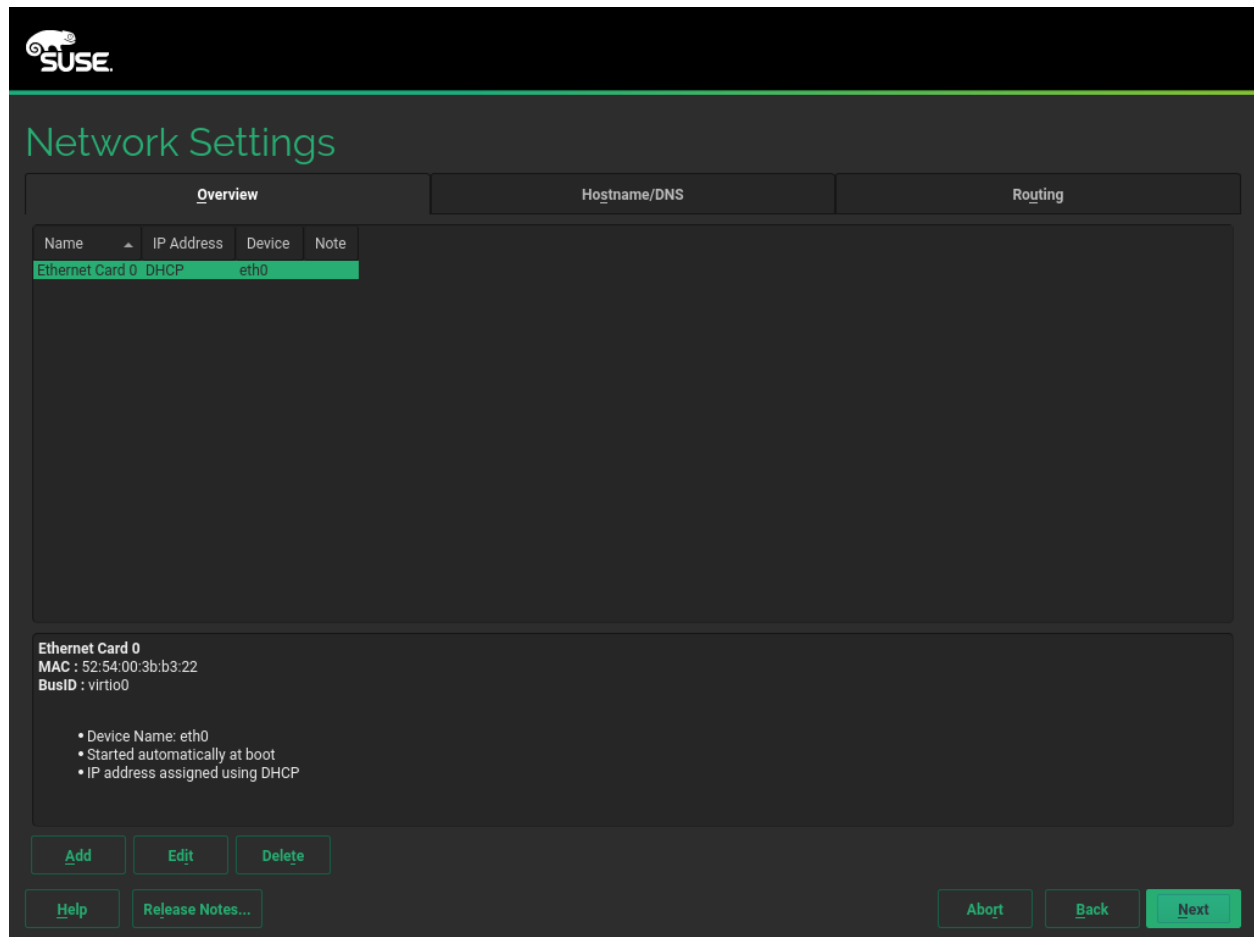 SUSE.
Network Settings
Overview Hostname/DNS Routing
Name IP Address Device Note
Ethernet Card 0 DHCP eth0
Ethernet Card 0
MAC : 52:54:00:3b:b3:22
BusID : virtio0
• Device Name: eth0
• Started automatically at boot
• IP address assigned using DHCP
Add Edit Delete
Help Release Notes... Abort Back Next